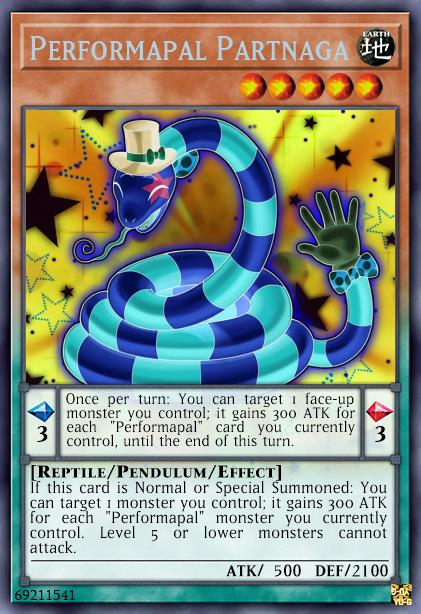 PERFORMAPAL PARTNAGA
EARTH
地
Once per turn: You can target 1 face-up
monster you control; it gains 300 ATK for
each "Performapal" card you currently
control, until the end of this turn.
3
3
[REPTILE/PENDULUM/EFFECT]
If this card is Normal or Special Summoned: You
can target 1 monster you control; it gains 300 ATK
for each "Performapal" monster you currently
control. Level 5 or lower monsters cannot
attack.
ATK/ 500 DEF/2100
69211541